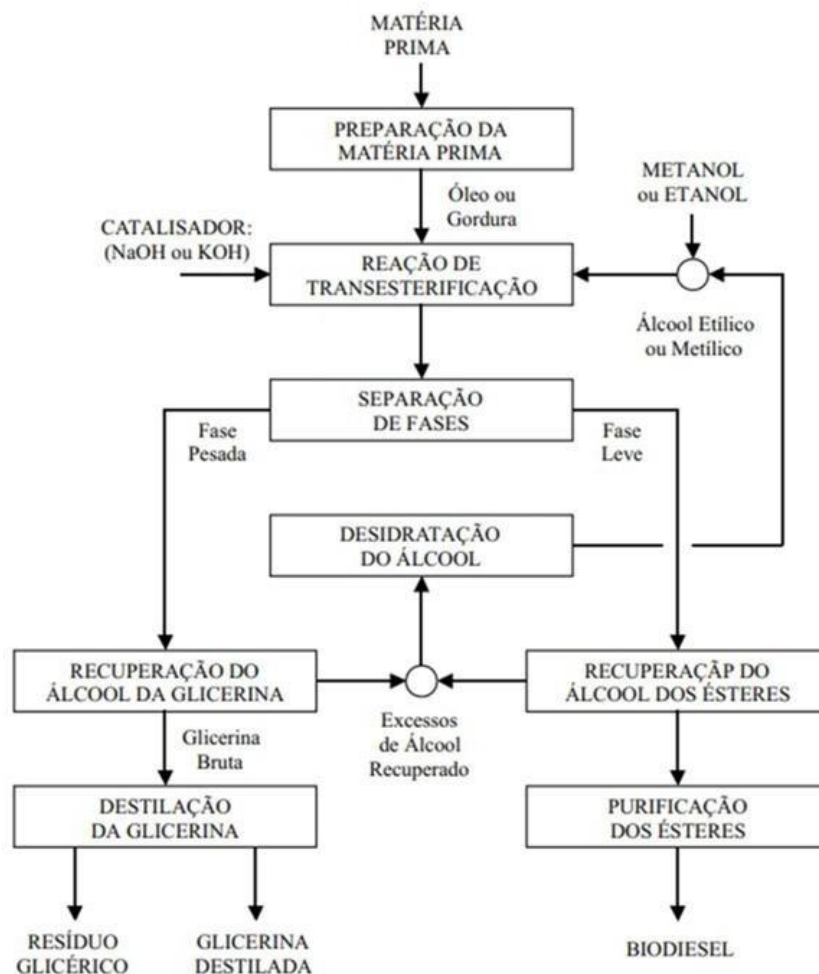 MATÉRIA
PRIMA
PREPARAÇÃO DA
MATÉRIA PRIMA
METANOL
ou ETANOL
Óleo ou
Gordura
CATALISADOR:
(NaOH ou KOH)
REAÇÃO DE
TRANSESTERIFICAÇÃO
Álcool Etílico
ou Metílico
SEPARAÇÃO
DE FASES
Fase
Pesada
Fase
Leve
DESIDRATAÇÃO
DO ÁLCOOL
RECUPERAÇÃO DO
ÁLCOOL DA GLICERINA
RECUPERAÇÃP DO
ÁLCOOL DOS ÉSTERES
Excessos
de Álcool
Recuperado
Glicerina
Bruta
DESTILAÇÃO
DA GLICERINA
PURIFICAÇÃO
DOS ÉSTERES
RESÍDUO
GLICÉRICO
GLICERINA
DESTILADA
BIODIESEL